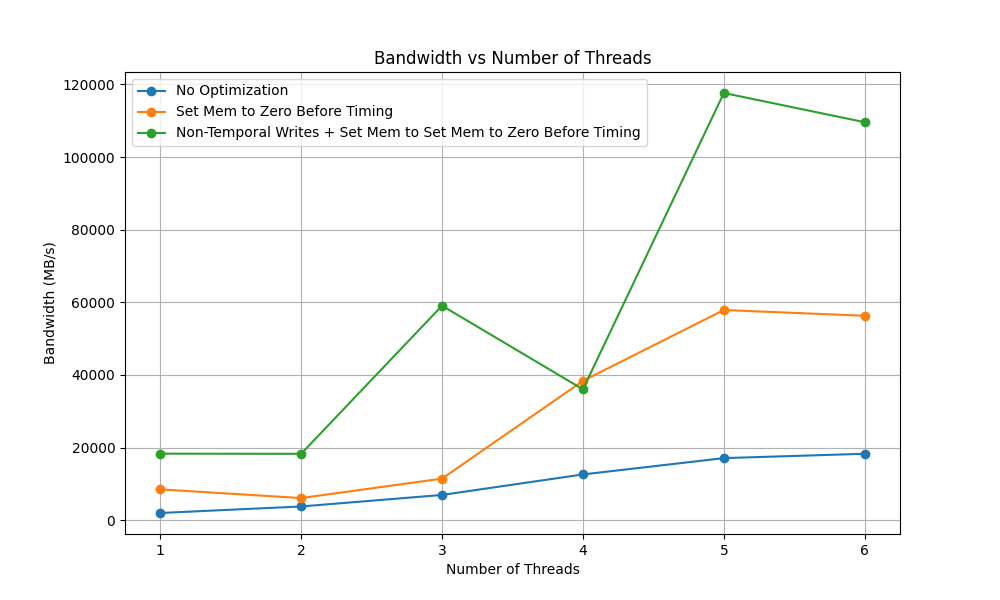 Bandwidth vs Number of Threads
No Optimization
Set Mem to Zero Before Timing
Non-Temporal Writes + Set Mem to Set Mem to Zero Before Timing
120000
100000
80000
60000
40000
20000
0
Bandwidth (MB/s)
1 2 3 4 5 6
Number of Threads